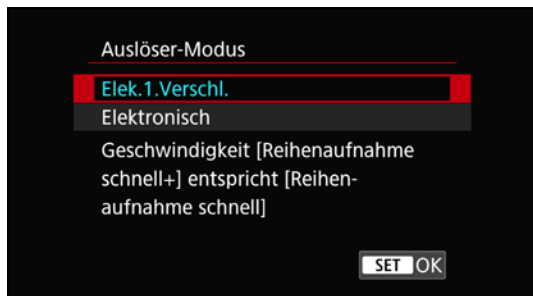 Auslöser-Modus
Elek.1.Verschl.
Elektronisch
Geschwindigkeit [Reihenaufnahme
schnell+] entspricht [Reihen-
aufnahme schnell]
SET OK